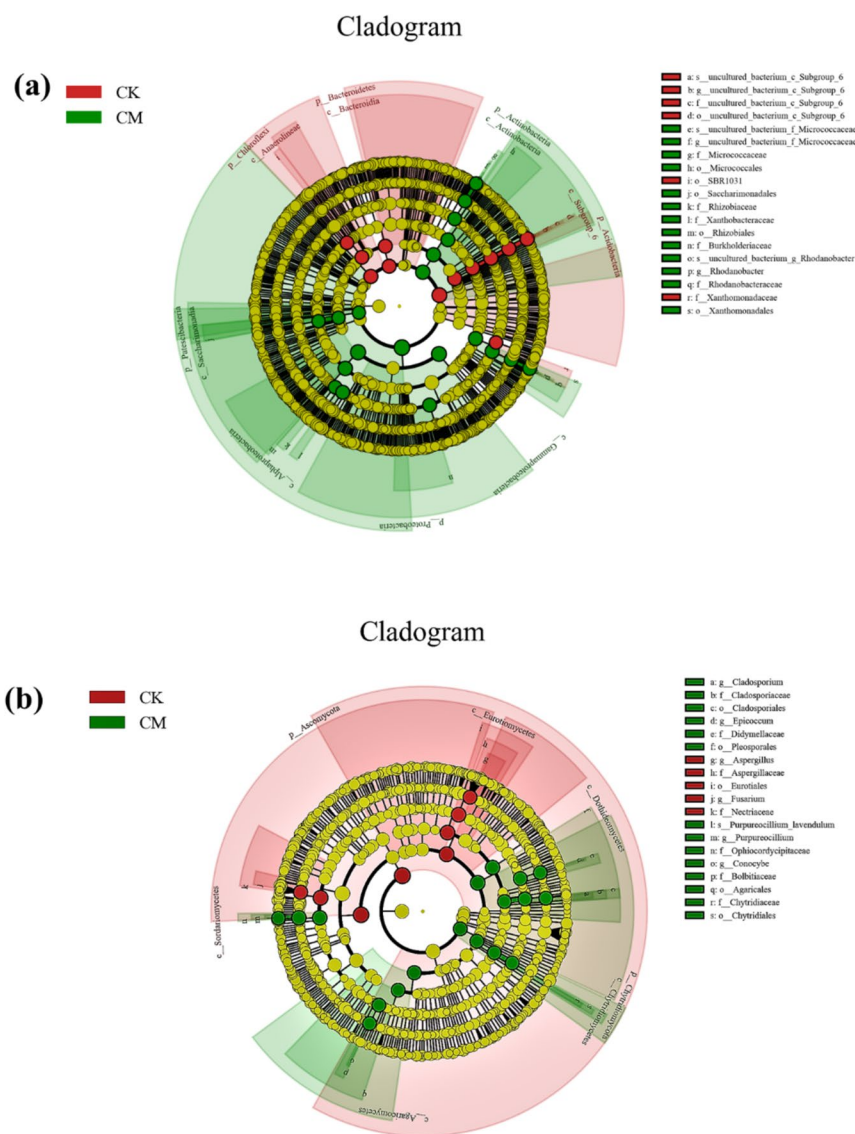 Cladogram
(a)
CK
CM
p__Bacteroidetes
c__Bacteroidia
p__Chloroflexi
c__Anaerolineae
p__Actinobacteria
c__Actinobacteria
c__Subgroup_6
p__Acidobacteria
p__Patescibacteria
c__Saccharimonadia
c__Alphaproteobacteria
p__Proteobacteria
c__Gammaproteobacteria
m
n
a: s__uncultured_bacterium_c_Subgroup_6
b: g__uncultured_bacterium_c_Subgroup_6
c: f__uncultured_bacterium_c_Subgroup_6
d: o__uncultured_bacterium_c_Subgroup_6
e: s__uncultured_bacterium_f_Micrococcaceae
f: g__uncultured_bacterium_f_Micrococcaceae
g: f__Micrococcaceae
h: o__Micrococcales
i: o__SBR1031
j: o__Saccharimonadales
k: f__Rhizobiaceae
l: f__Xanthobacteraceae
m: o__Rhizobiales
n: f__Burkholderiaceae
o: s__uncultured_bacterium_g_Rhodanobacter
p: g__Rhodanobacter
q: f__Rhodanobacteraceae
r: f__Xanthomonadaceae
s: o__Xanthomonadales
Cladogram
(b)
CK
CM
p__Ascomycota
c__Eurotiomycetes
i
h
g
c__Dothideomycetes
f
e
c
b
a
k
j
n
m
c__Sordariomycetes
p__Chytridiomycota
c__Chytridiomycetes
q
c__Agaricomycetes
a: g__Cladosporium
b: f__Cladosporiaceae
c: o__Cladosporiales
d: g__Epicoccum
e: f__Didymellaceae
f: o__Pleosporales
g: g__Aspergillus
h: f__Aspergillaceae
i: o__Eurotiales
j: g__Fusarium
k: f__Nectriaceae
l: s__Purpureocillium_lavendulum
m: g__Purpureocillium
n: f__Ophiocordycipitaceae
o: g__Conocybe
p: f__Bolbitiaceae
q: o__Agaricales
r: f__Chytridiaceae
s: o__Chytridiales